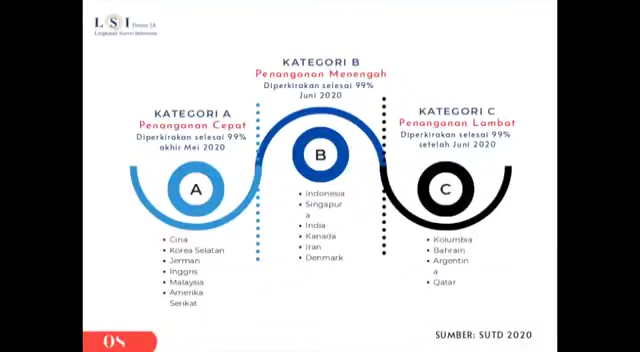 LSI Denny JA
Lingkaran Survei Indonesia
KATEGORI A
Penanganan Cepat
Diperkirakan selesai 99%
akhir Mei 2020
KATEGORI B
Penanganan Menengah
Diperkirakan selesai 99%
Juni 2020
KATEGORI C
Penanganan Lambat
Diperkirakan selesai 99%
setelah Juni 2020
A
B
C
• Cina
• Korea Selatan
• Jerman
• Inggris
• Malaysia
• Amerika
Serikat
• Indonesia
• Singapur
a
• India
• Kanada
• Iran
• Denmark
• Kolumbia
• Bahrain
• Argentin
a
• Qatar
08
SUMBER: SUTD 2020